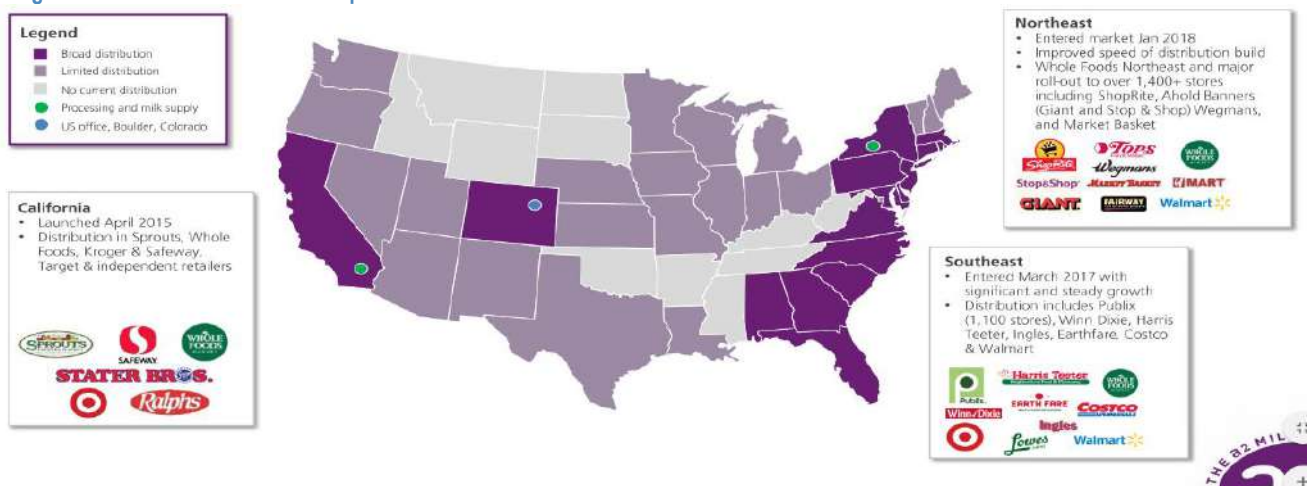 Legend
Broad distribution
Limited distribution
No current distribution
Processing and milk supply
US office, Boulder, Colorado
California
• Launched April 2015
• Distribution in Sprouts, Whole
Foods, Kroger & Safeway,
Target & independent retailers
SPROUTS
SAFEWAY
WHOLE
FOODS
STATER BROS.
Ralphs
Northeast
• Entered market Jan 2018
• Improved speed of distribution build
• Whole Foods Northeast and major
roll-out to over 1,400+ stores
including ShopRite, Ahold Banners
(Giant and Stop & Shop) Wegmans,
and Market Basket
ShopRite
TOPS
WHOLE
FOODS
Wegmans
Stop&Shop
MARKET BASKET
HMART
GIANT
FAIRWAY
Walmart
Southeast
• Entered March 2017 with
significant and steady growth
• Distribution includes Publix
(1,100 stores), Winn Dixie, Harris
Teeter, Ingles, Earthfare, Costco
& Walmart
Publix
Harris Teeter
WHOLE
FOODS
Winn/Dixie
EARTH FARE
COSTCO
Ingles
Lowes
Walmart
THE a2 MIL